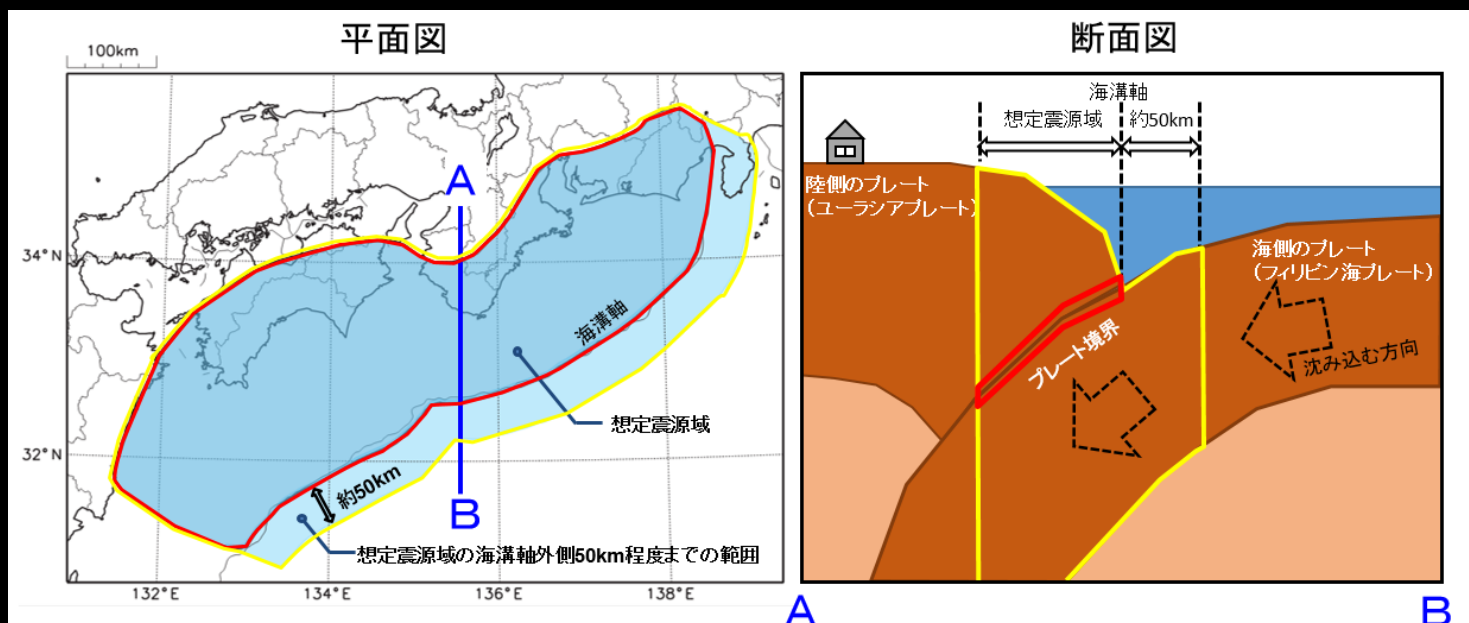 平面図
100km
A
34°N
海溝軸
想定震源域
32°N
約50km
B
想定震源域の海溝軸外側50km程度までの範囲
132°E
134°E
136°E
138°E
断面図
海溝軸
想定震源域
約50km
陸側のプレート
(ユーラシアプレート)
海側のプレート
(フィリピン海プレート)
プレート境界
沈み込む方向
A
B